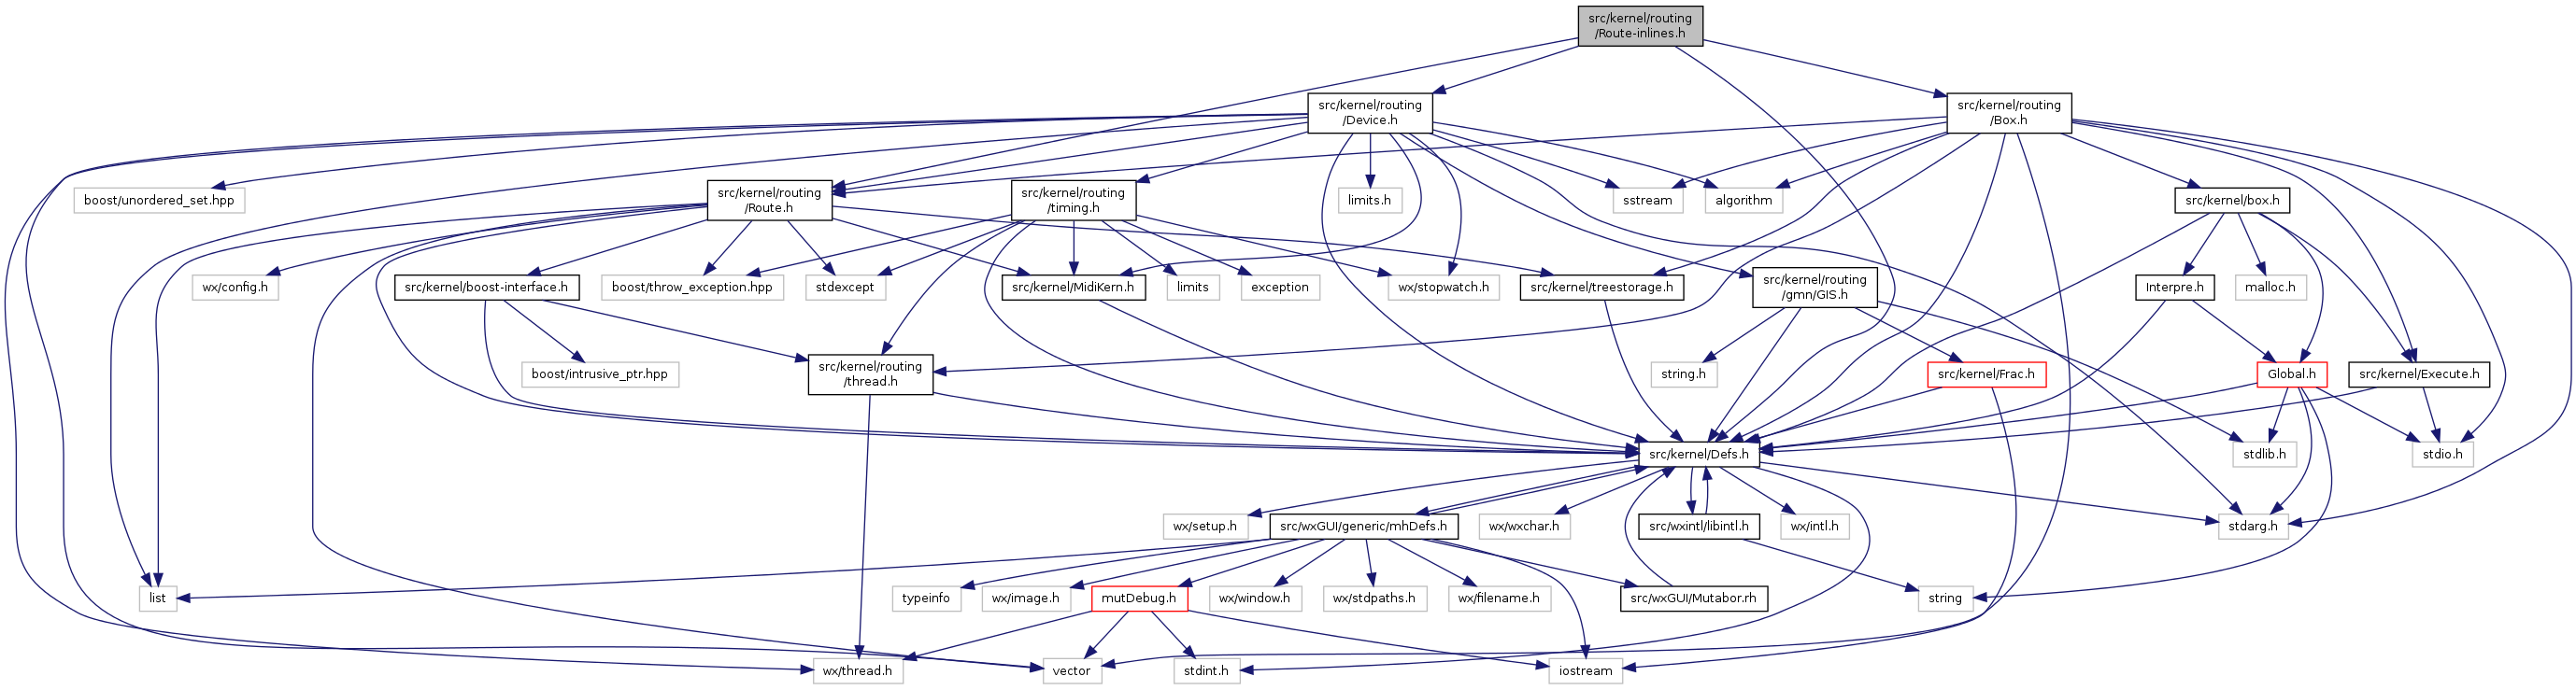 src/kernel/routing
/Route-inlines.h
src/kernel/routing
/Device.h
src/kernel/routing
/Box.h
boost/unordered_set.hpp
src/kernel/routing
/Route.h
src/kernel/routing
/timing.h
limits.h
sstream
algorithm
src/kernel/box.h
wx/config.h
src/kernel/boost-interface.h
boost/throw_exception.hpp
stdexcept
src/kernel/MidiKern.h
limits
exception
wx/stopwatch.h
src/kernel/treestorage.h
src/kernel/routing
/gmn/GIS.h
Interpre.h
malloc.h
boost/intrusive_ptr.hpp
src/kernel/routing
/thread.h
string.h
src/kernel/Frac.h
Global.h
src/kernel/Execute.h
src/kernel/Defs.h
stdlib.h
stdio.h
wx/setup.h
src/wxGUI/generic/mhDefs.h
wx/wxchar.h
src/wxintl/libintl.h
wx/intl.h
stdarg.h
list
typeinfo
wx/image.h
mutDebug.h
wx/window.h
wx/stdpaths.h
wx/filename.h
src/wxGUI/Mutabor.rh
string
wx/thread.h
vector
stdint.h
iostream